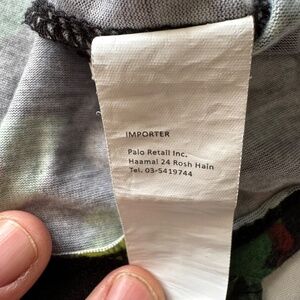 IMPORTER
Palo Retail Inc.
Haamal 24 Rosh Hain
Tel. 03-5419744